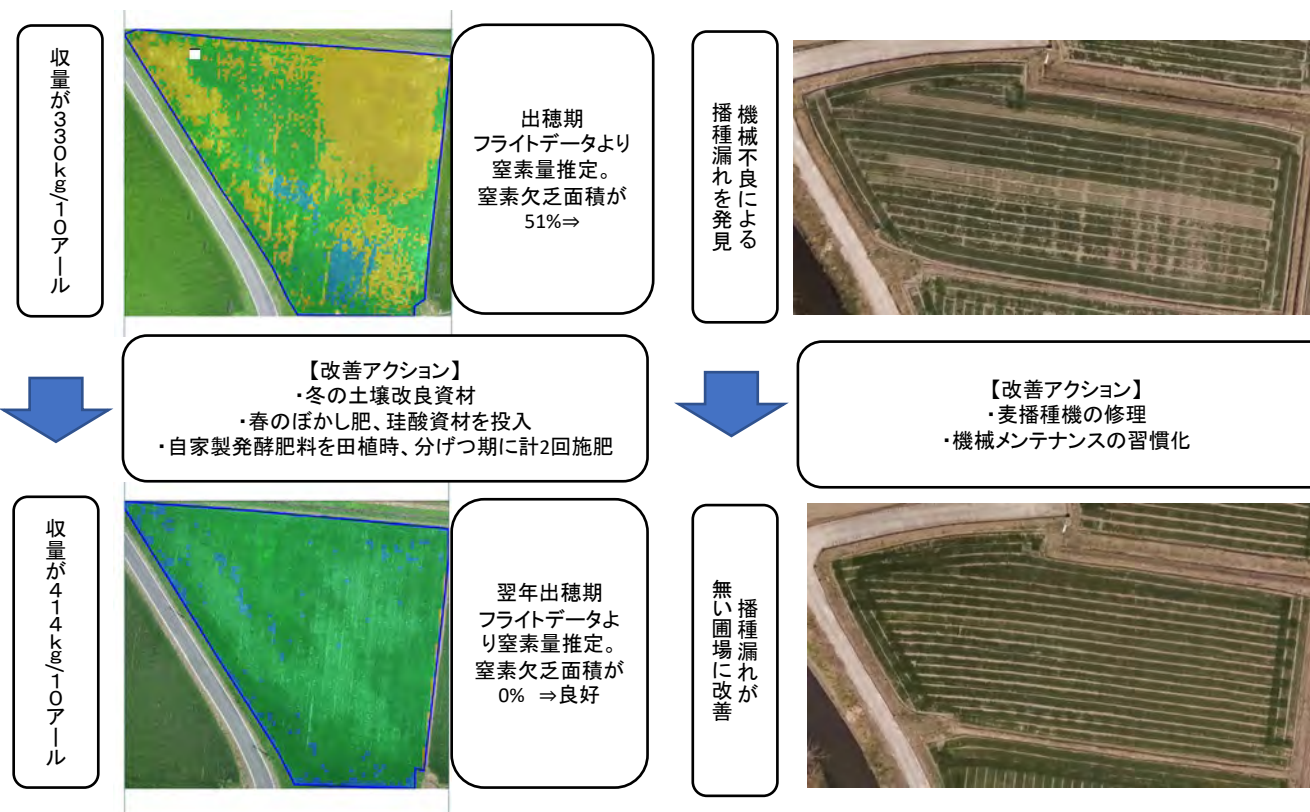 収量が３３０kg/１０アール
出穂期
フライトデータより
窒素量推定。
窒素欠乏面積が
51%⇒
機械不良による
播種漏れを発見
【改善アクション】
・冬の土壌改良資材
・春のぼかし肥、珪酸資材を投入
・自家製発酵肥料を田植時、分げつ期に計2回施肥
【改善アクション】
・麦播種機の修理
・機械メンテナンスの習慣化
収量が４１４kg/１０アール
翌年出穂期
フライトデータよ
り窒素量推定。
窒素欠乏面積が
0% ⇒良好
播種漏れが
無い圃場に改善